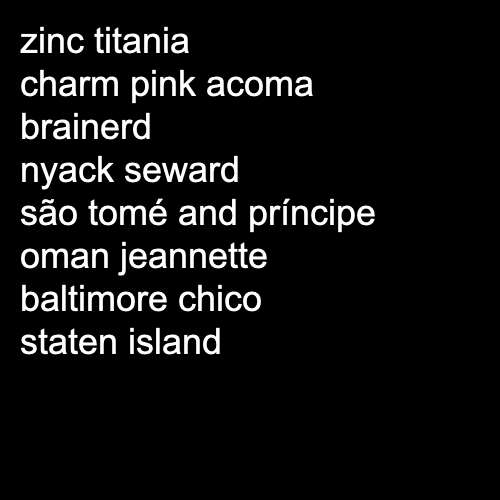 zinc titania
charm pink acoma
brainerd
nyack seward
são tomé and príncipe
oman jeannette
baltimore chico
staten island